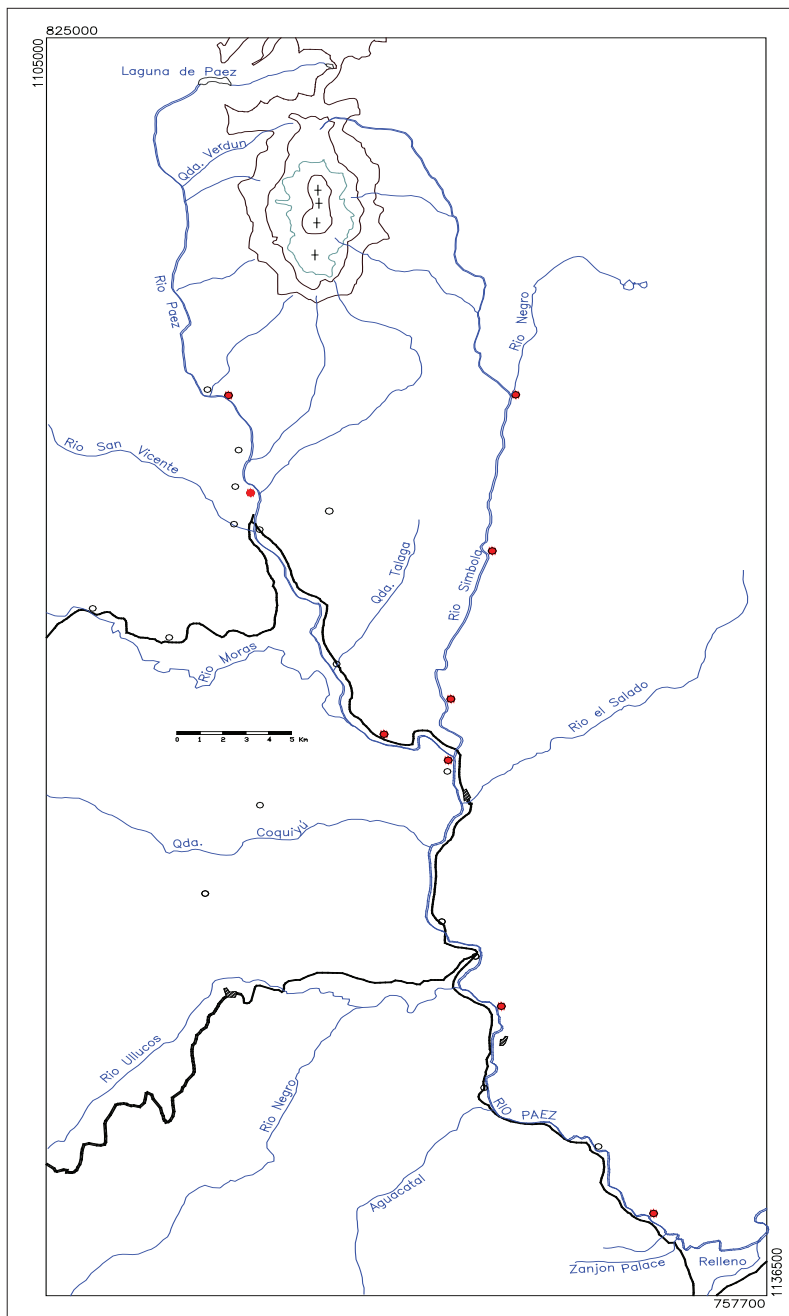 825000
1105000
Laguna de Paez
Qda. Verdun
Rio Paez
Rio Negro
Rio San Vicente
Qda. Talaga
Rio Simbola
Rio Moras
Rio el Salado
0 1 2 3 4 5 Km
Qda. Coquiyú
Rio Ullucos
Rio Negro
RIO PAEZ
Aguacatal
Zanjon Palace
Relleno
1136500
757700